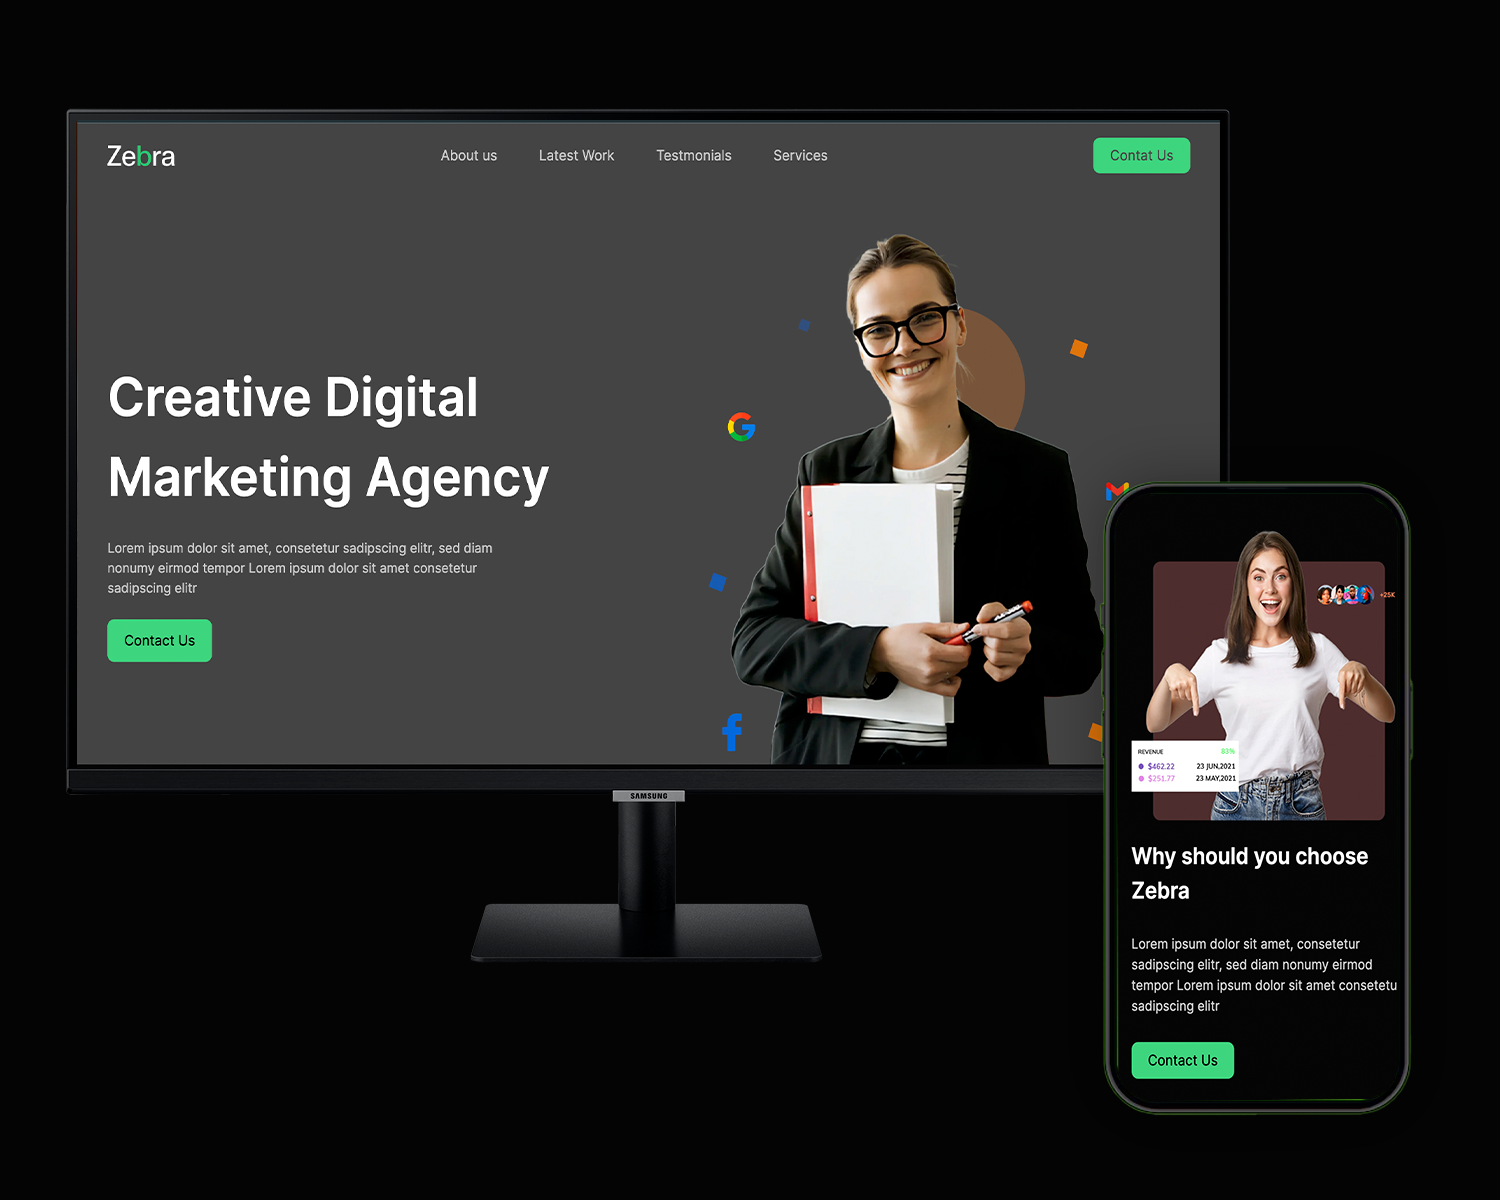 Zebra
About us
Latest Work
Testmonials
Services
Contat Us
Creative Digital
Marketing Agency
Lorem ipsum dolor sit amet, consetetur sadipscing elitr, sed diam
nonumy eirmod tempor Lorem ipsum dolor sit amet consetetur
sadipscing elitr
Contact Us
SAMSUNG
+25K
REVENUE 83%
$462.22 23 JUN,2021
$251.77 23 MAY,2021
Why should you choose
Zebra
Lorem ipsum dolor sit amet, consetetur
sadipscing elitr, sed diam nonumy eirmod
tempor Lorem ipsum dolor sit amet consetetu
sadipscing elitr
Contact Us